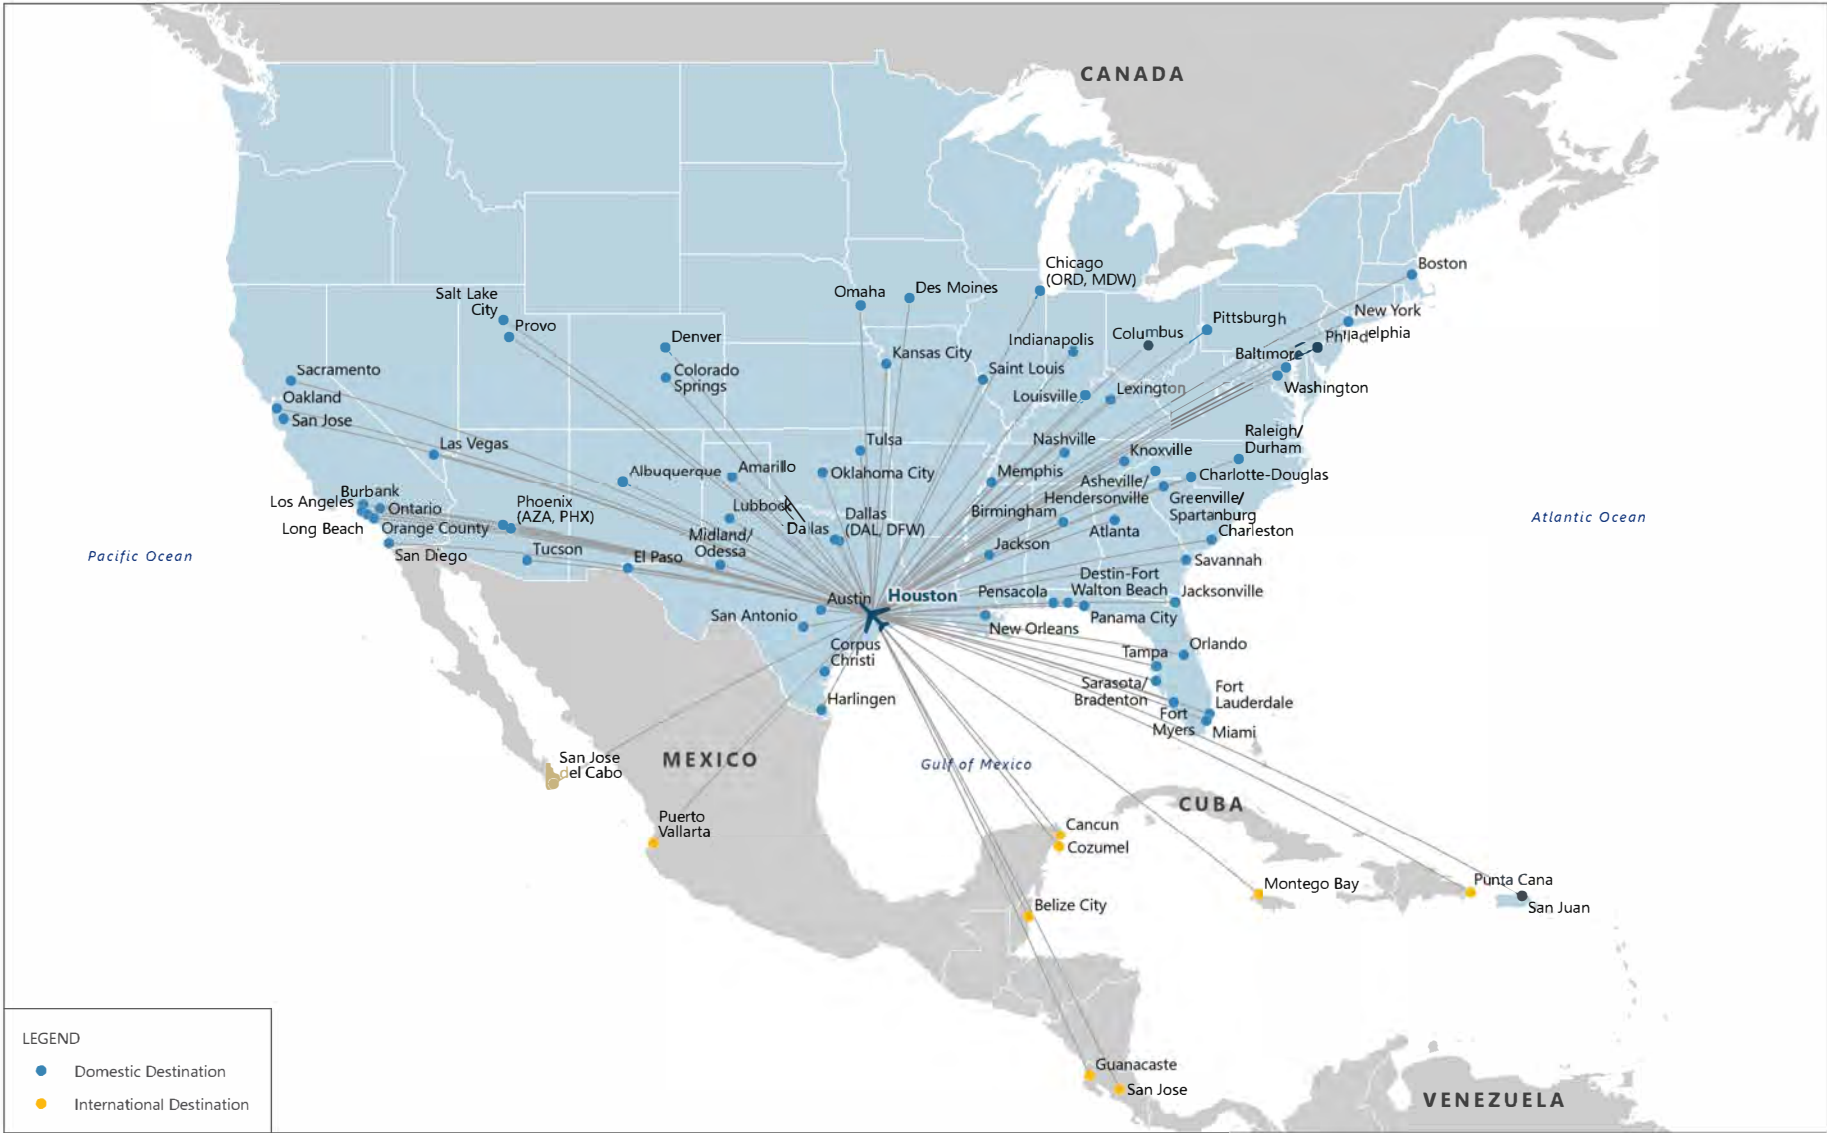 CANADA
Boston
Chicago
(ORD, MDW)
Des Moines
Omaha
Salt Lake
City
Provo
New York
Pittsburgh
Columbus
Philadelphia
Indianapolis
Denver
Baltimore
Kansas City
Saint Louis
Colorado
Springs
Sacramento
Washington
Lexington
Louisville
Oakland
San Jose
Raleigh/
Durham
Nashville
Las Vegas
Tulsa
Knoxville
Amarillo
Albuquerque
Oklahoma City
Memphis
Charlotte-Douglas
Asheville/
Hendersonville
Burbank
Los Angeles
Ontario
Phoenix
(AZA, PHX)
Lubbock
Greenville/
Spartanburg
Birmingham
Dallas
Dallas
(DAL, DFW)
Atlantic Ocean
Long Beach
Orange County
Atlanta
Charleston
Midland/
Odessa
Jackson
Tucson
San Diego
El Paso
Pacific Ocean
Savannah
Destin-Fort
Walton Beach
Pensacola
Jacksonville
Houston
Austin
San Antonio
Panama City
New Orleans
Corpus
Christi
Orlando
Tampa
Sarasota/
Bradenton
Fort
Lauderdale
Harlingen
Fort
Myers
Miami
San Jose
del Cabo
MEXICO
Gulf of Mexico
CUBA
Puerto
Vallarta
Cancun
Cozumel
Montego Bay
Punta Cana
San Juan
Belize City
Guanacaste
San Jose
VENEZUELA
LEGEND
Domestic Destination
International Destination